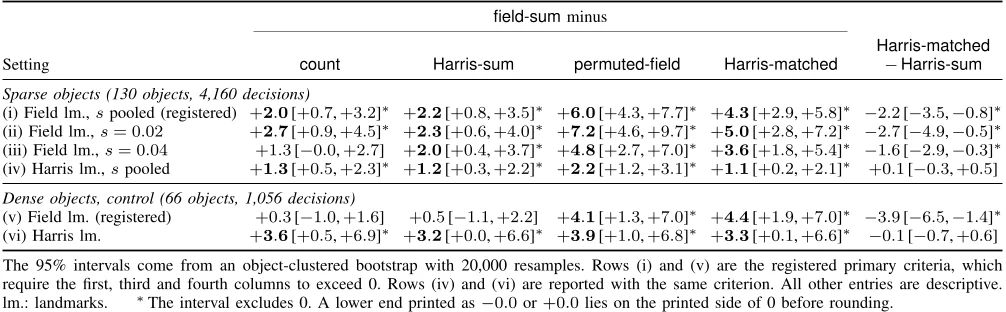 field-sum minus
Harris-matched
Setting count Harris-sum permuted-field Harris-matched − Harris-sum
Sparse objects (130 objects, 4,160 decisions)
(i) Field lm., s pooled (registered) +2.0 [+0.7, +3.2]* +2.2 [+0.8, +3.5]* +6.0 [+4.3, +7.7]* +4.3 [+2.9, +5.8]* −2.2 [−3.5, −0.8]*
(ii) Field lm., s = 0.02 +2.7 [+0.9, +4.5]* +2.3 [+0.6, +4.0]* +7.2 [+4.6, +9.7]* +5.0 [+2.8, +7.2]* −2.7 [−4.9, −0.5]*
(iii) Field lm., s = 0.04 +1.3 [−0.0, +2.7] +2.0 [+0.4, +3.7]* +4.8 [+2.7, +7.0]* +3.6 [+1.8, +5.4]* −1.6 [−2.9, −0.3]*
(iv) Harris lm., s pooled +1.3 [+0.5, +2.3]* +1.2 [+0.3, +2.2]* +2.2 [+1.2, +3.1]* +1.1 [+0.2, +2.1]* +0.1 [−0.3, +0.5]
Dense objects, control (66 objects, 1,056 decisions)
(v) Field lm. (registered) +0.3 [−1.0, +1.6] +0.5 [−1.1, +2.2] +4.1 [+1.3, +7.0]* +4.4 [+1.9, +7.0]* −3.9 [−6.5, −1.4]*
(vi) Harris lm. +3.6 [+0.5, +6.9]* +3.2 [+0.0, +6.6]* +3.9 [+1.0, +6.8]* +3.3 [+0.1, +6.6]* −0.1 [−0.7, +0.6]
The 95% intervals come from an object-clustered bootstrap with 20,000 resamples. Rows (i) and (v) are the registered primary criteria, which
require the first, third and fourth columns to exceed 0. Rows (iv) and (vi) are reported with the same criterion. All other entries are descriptive.
lm.: landmarks. * The interval excludes 0. A lower end printed as −0.0 or +0.0 lies on the printed side of 0 before rounding.